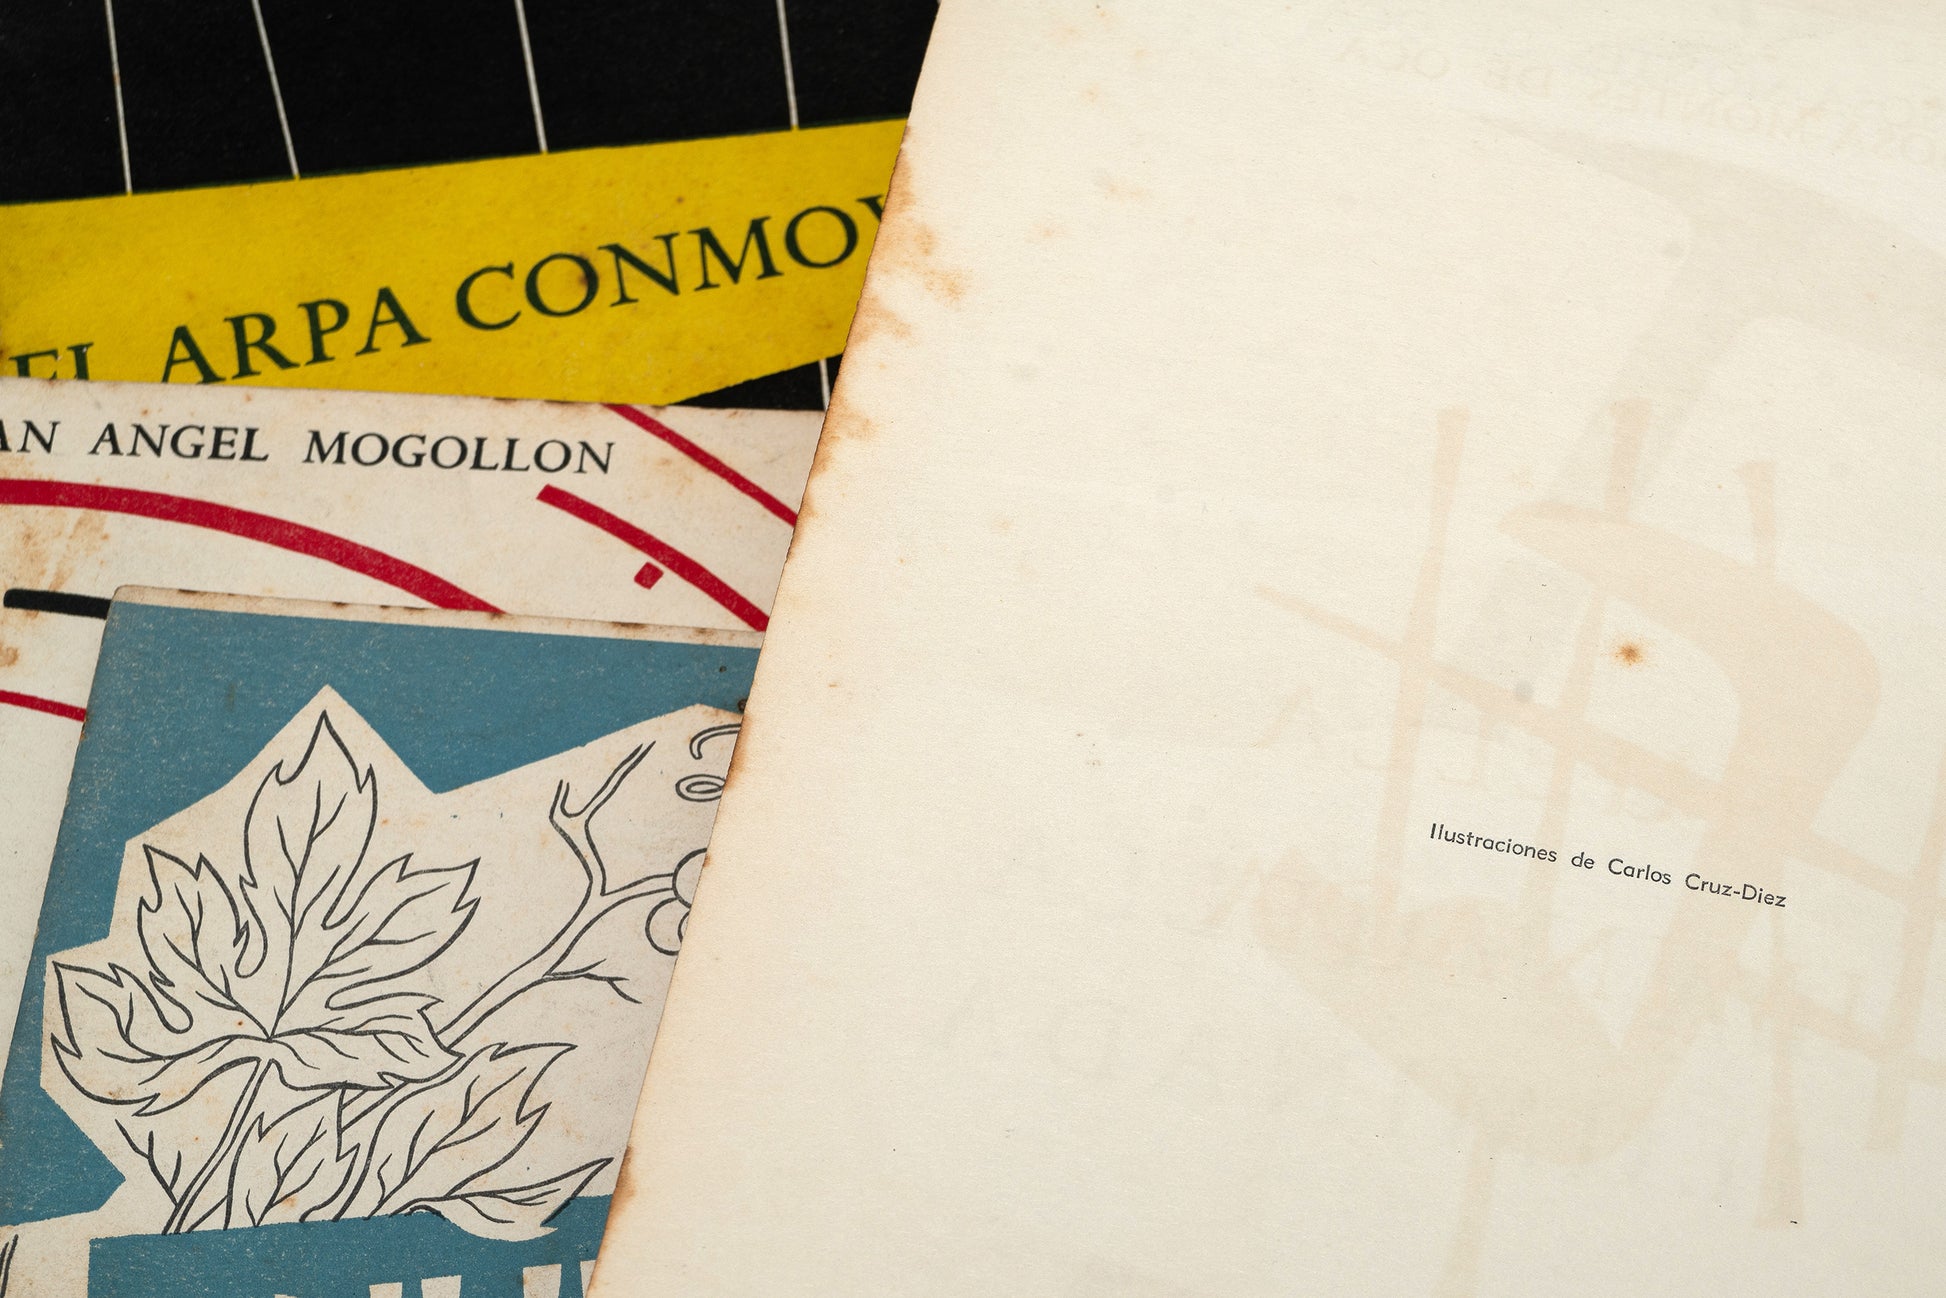 EL ARPA CONMOV
AN ANGEL MOGOLLON
Ilustraciones de Carlos Cruz-Diez